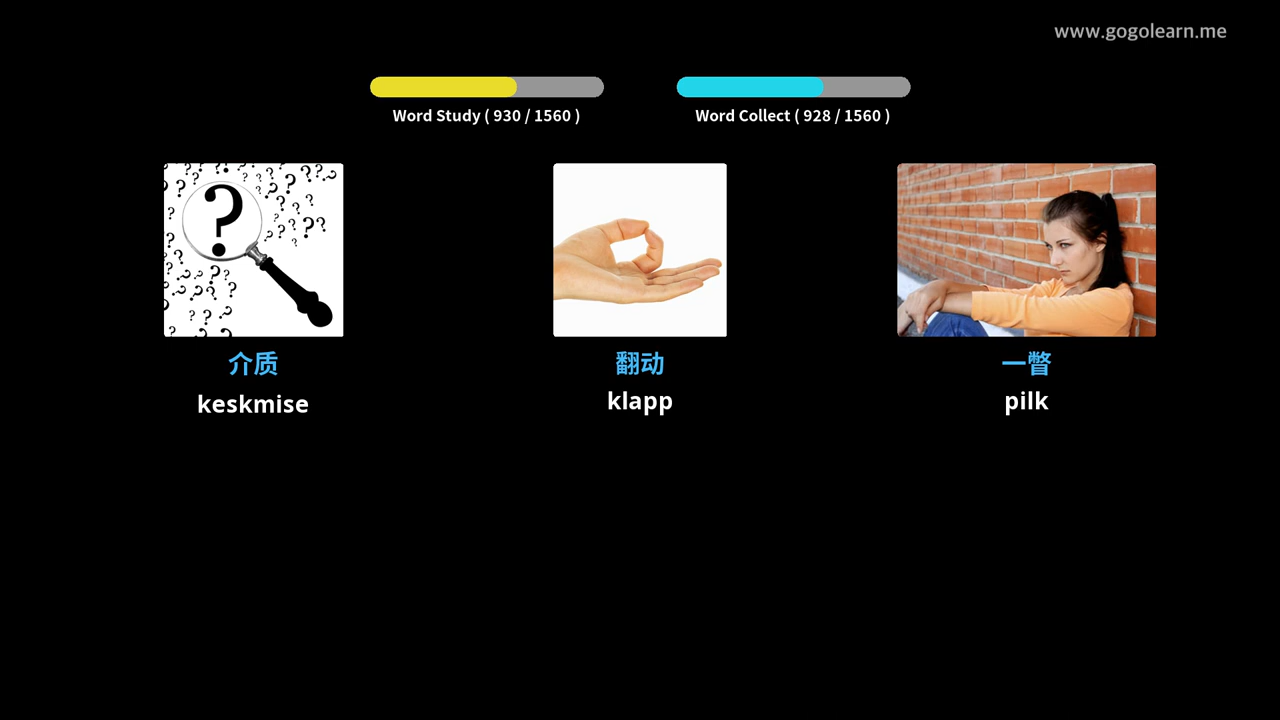 www.gogolearn.me
Word Study ( 930 / 1560 )
Word Collect ( 928 / 1560 )
介质
翻动
一瞥
keskmise
klapp
pilk